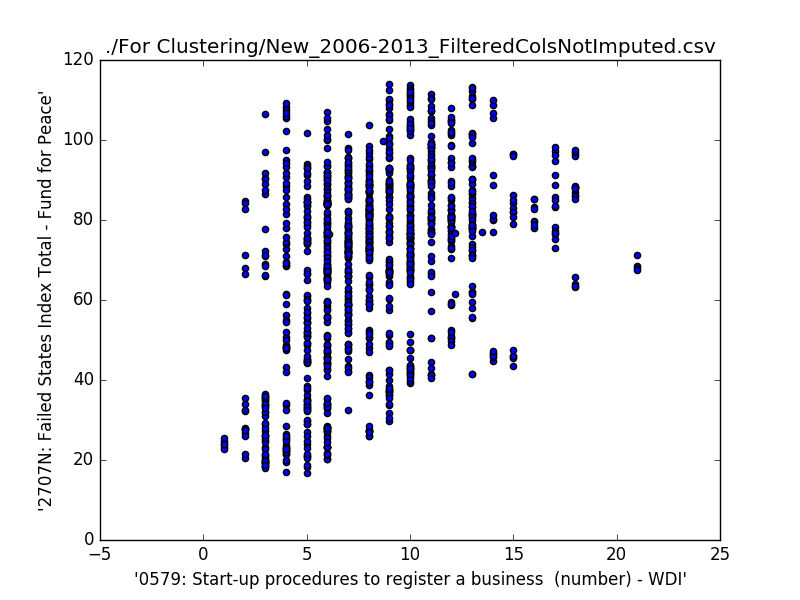 ./For Clustering/New_2006-2013_FilteredColsNotImputed.csv
120
100
80
60
40
20
0
'2707N: Failed States Index Total - Fund for Peace'
−5 0 5 10 15 20 25
'0579: Start-up procedures to register a business  (number) - WDI'